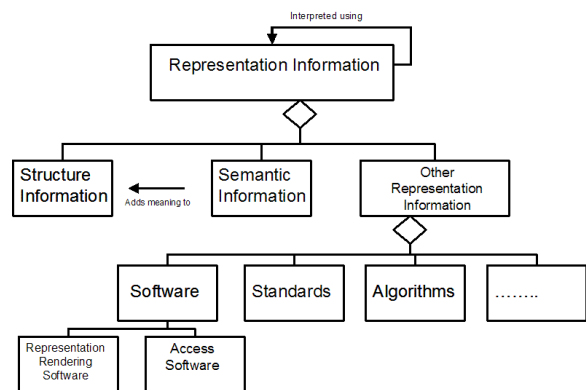 Interpreted using
Representation Information
Structure
Information
Adds meaning to
Semantic
Information
Other
Representation
Information
Software
Standards
Algorithms
........
Representation
Rendering
Software
Access
Software